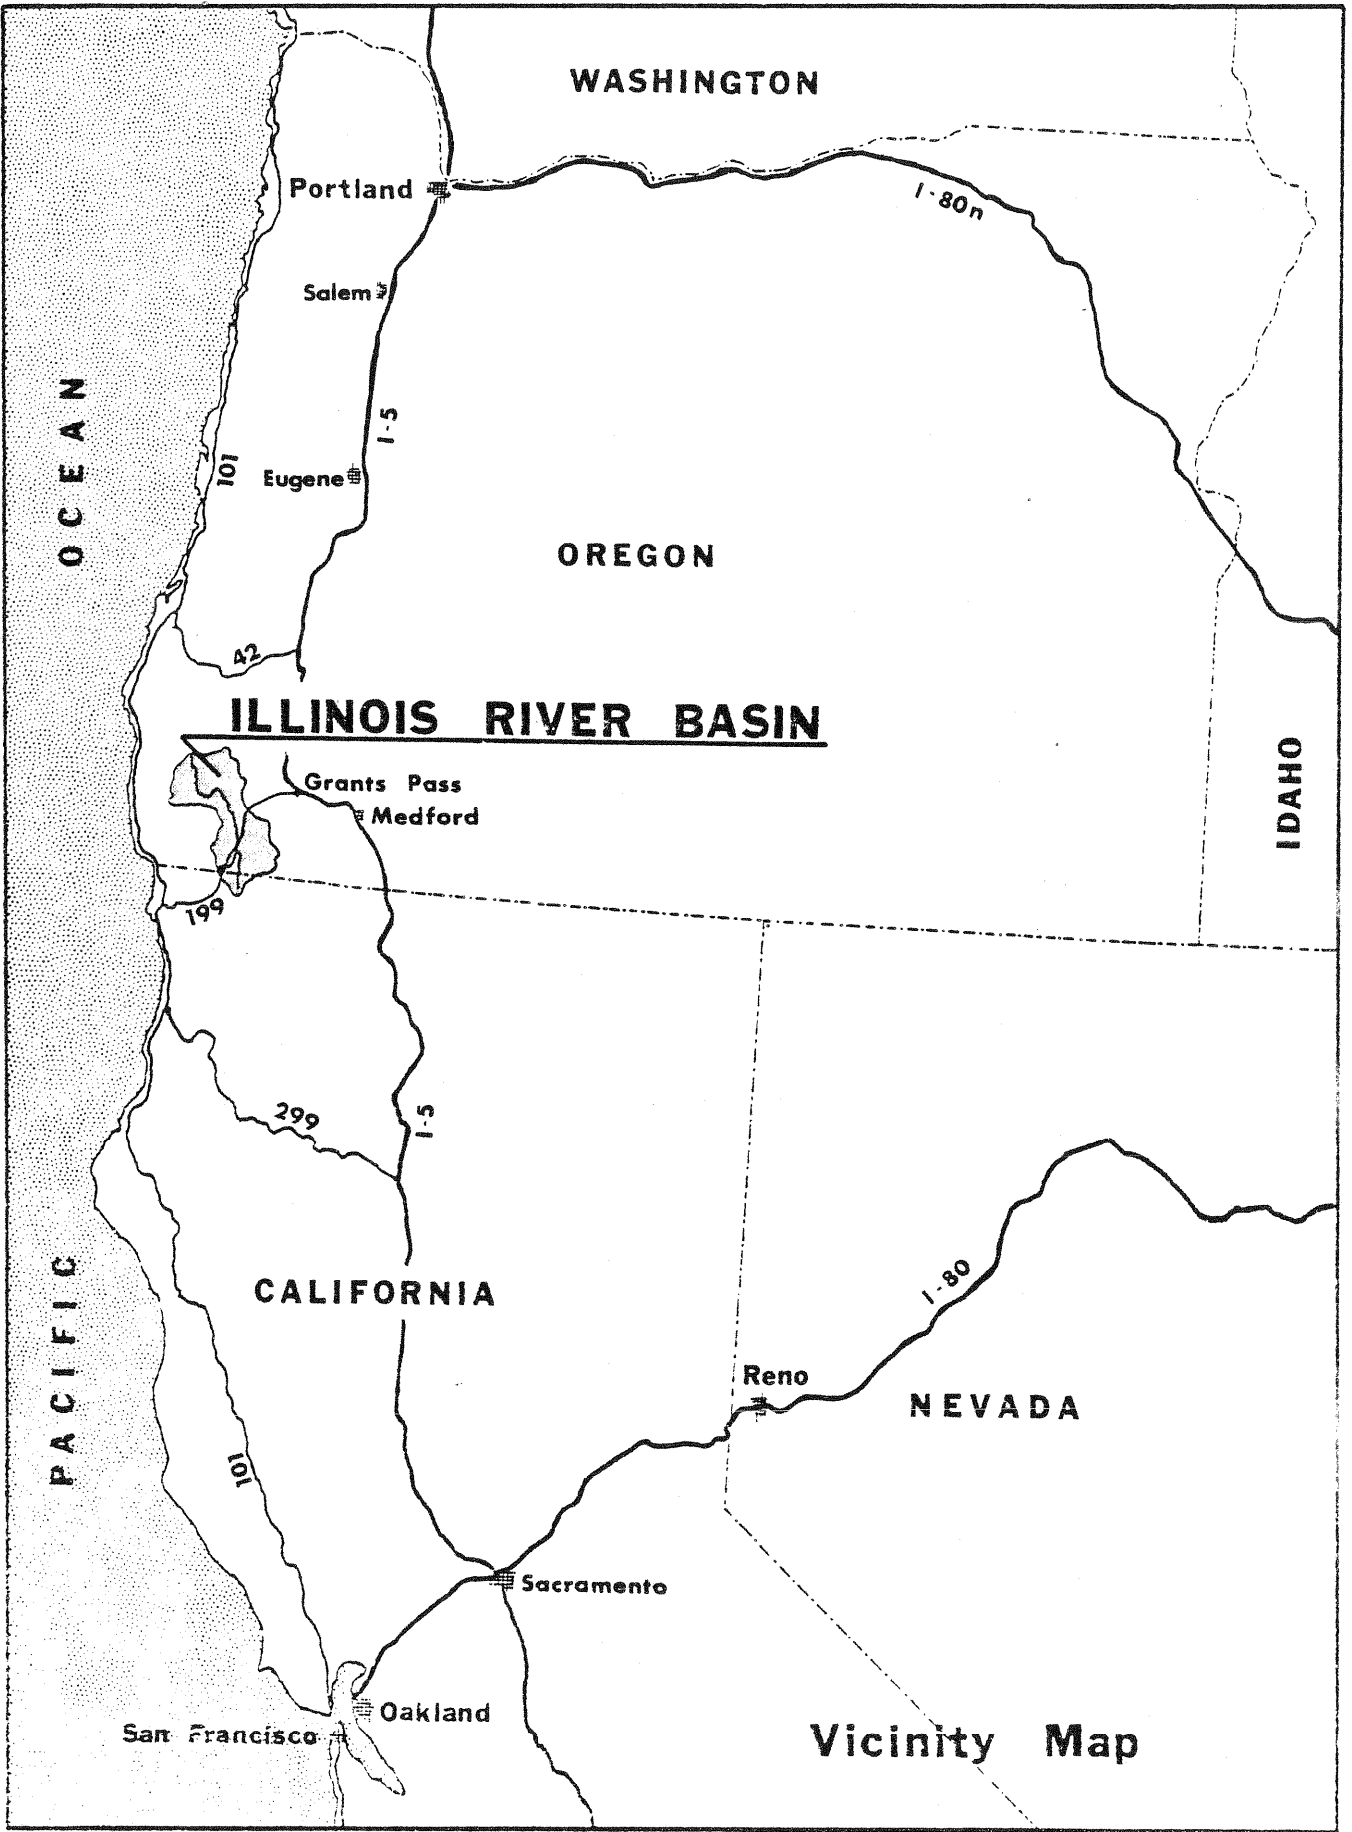 WASHINGTON
Portland
I-80n
Salem
OCEAN
I-5
101
Eugene
OREGON
42
ILLINOIS RIVER BASIN
Grants Pass
Medford
IDAHO
199
299
I-5
PACIFIC
CALIFORNIA
I-80
Reno
NEVADA
101
Sacramento
Oakland
San Francisco
Vicinity Map